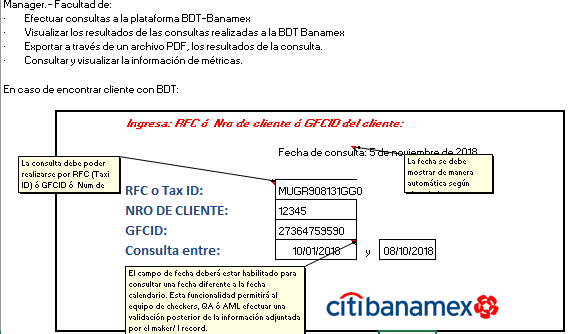 Manager.- Facultad de:
· Efectuar consultas a la plataforma BDT-Banamex
· Visualizar los resultados de las consultas realizadas a la BDT Banamex
· Exportar a través de un archivo PDF, los resultados de la consulta.
· Consultar y visualizar la información de métricas.
En caso de encontrar cliente con BDT:
Ingresa: RFC ó Nro de cliente ó GFCID del cliente:
Fecha de consulta: 5 de noviembre de 2018
La consulta debe poder
realizarse por RFC (Taxi
ID) ó GFCID ó Num de
La fecha se debe
mostrar de manera
automática según
RFC o Tax ID: MUGR908131GG0
NRO DE CLIENTE: 12345
GFCID: 27364759590
Consulta entre: 10/01/2018 y 08/10/2018
El campo de fecha deberá estar habilitado para
consultar una fecha diferente a la fecha
calendario. Esta funcionalidad permitirá al
equipo de checkers, QA ó AML efectuar una
validación posterior de la información adjuntada
por el maker/ I record.
citibanamex